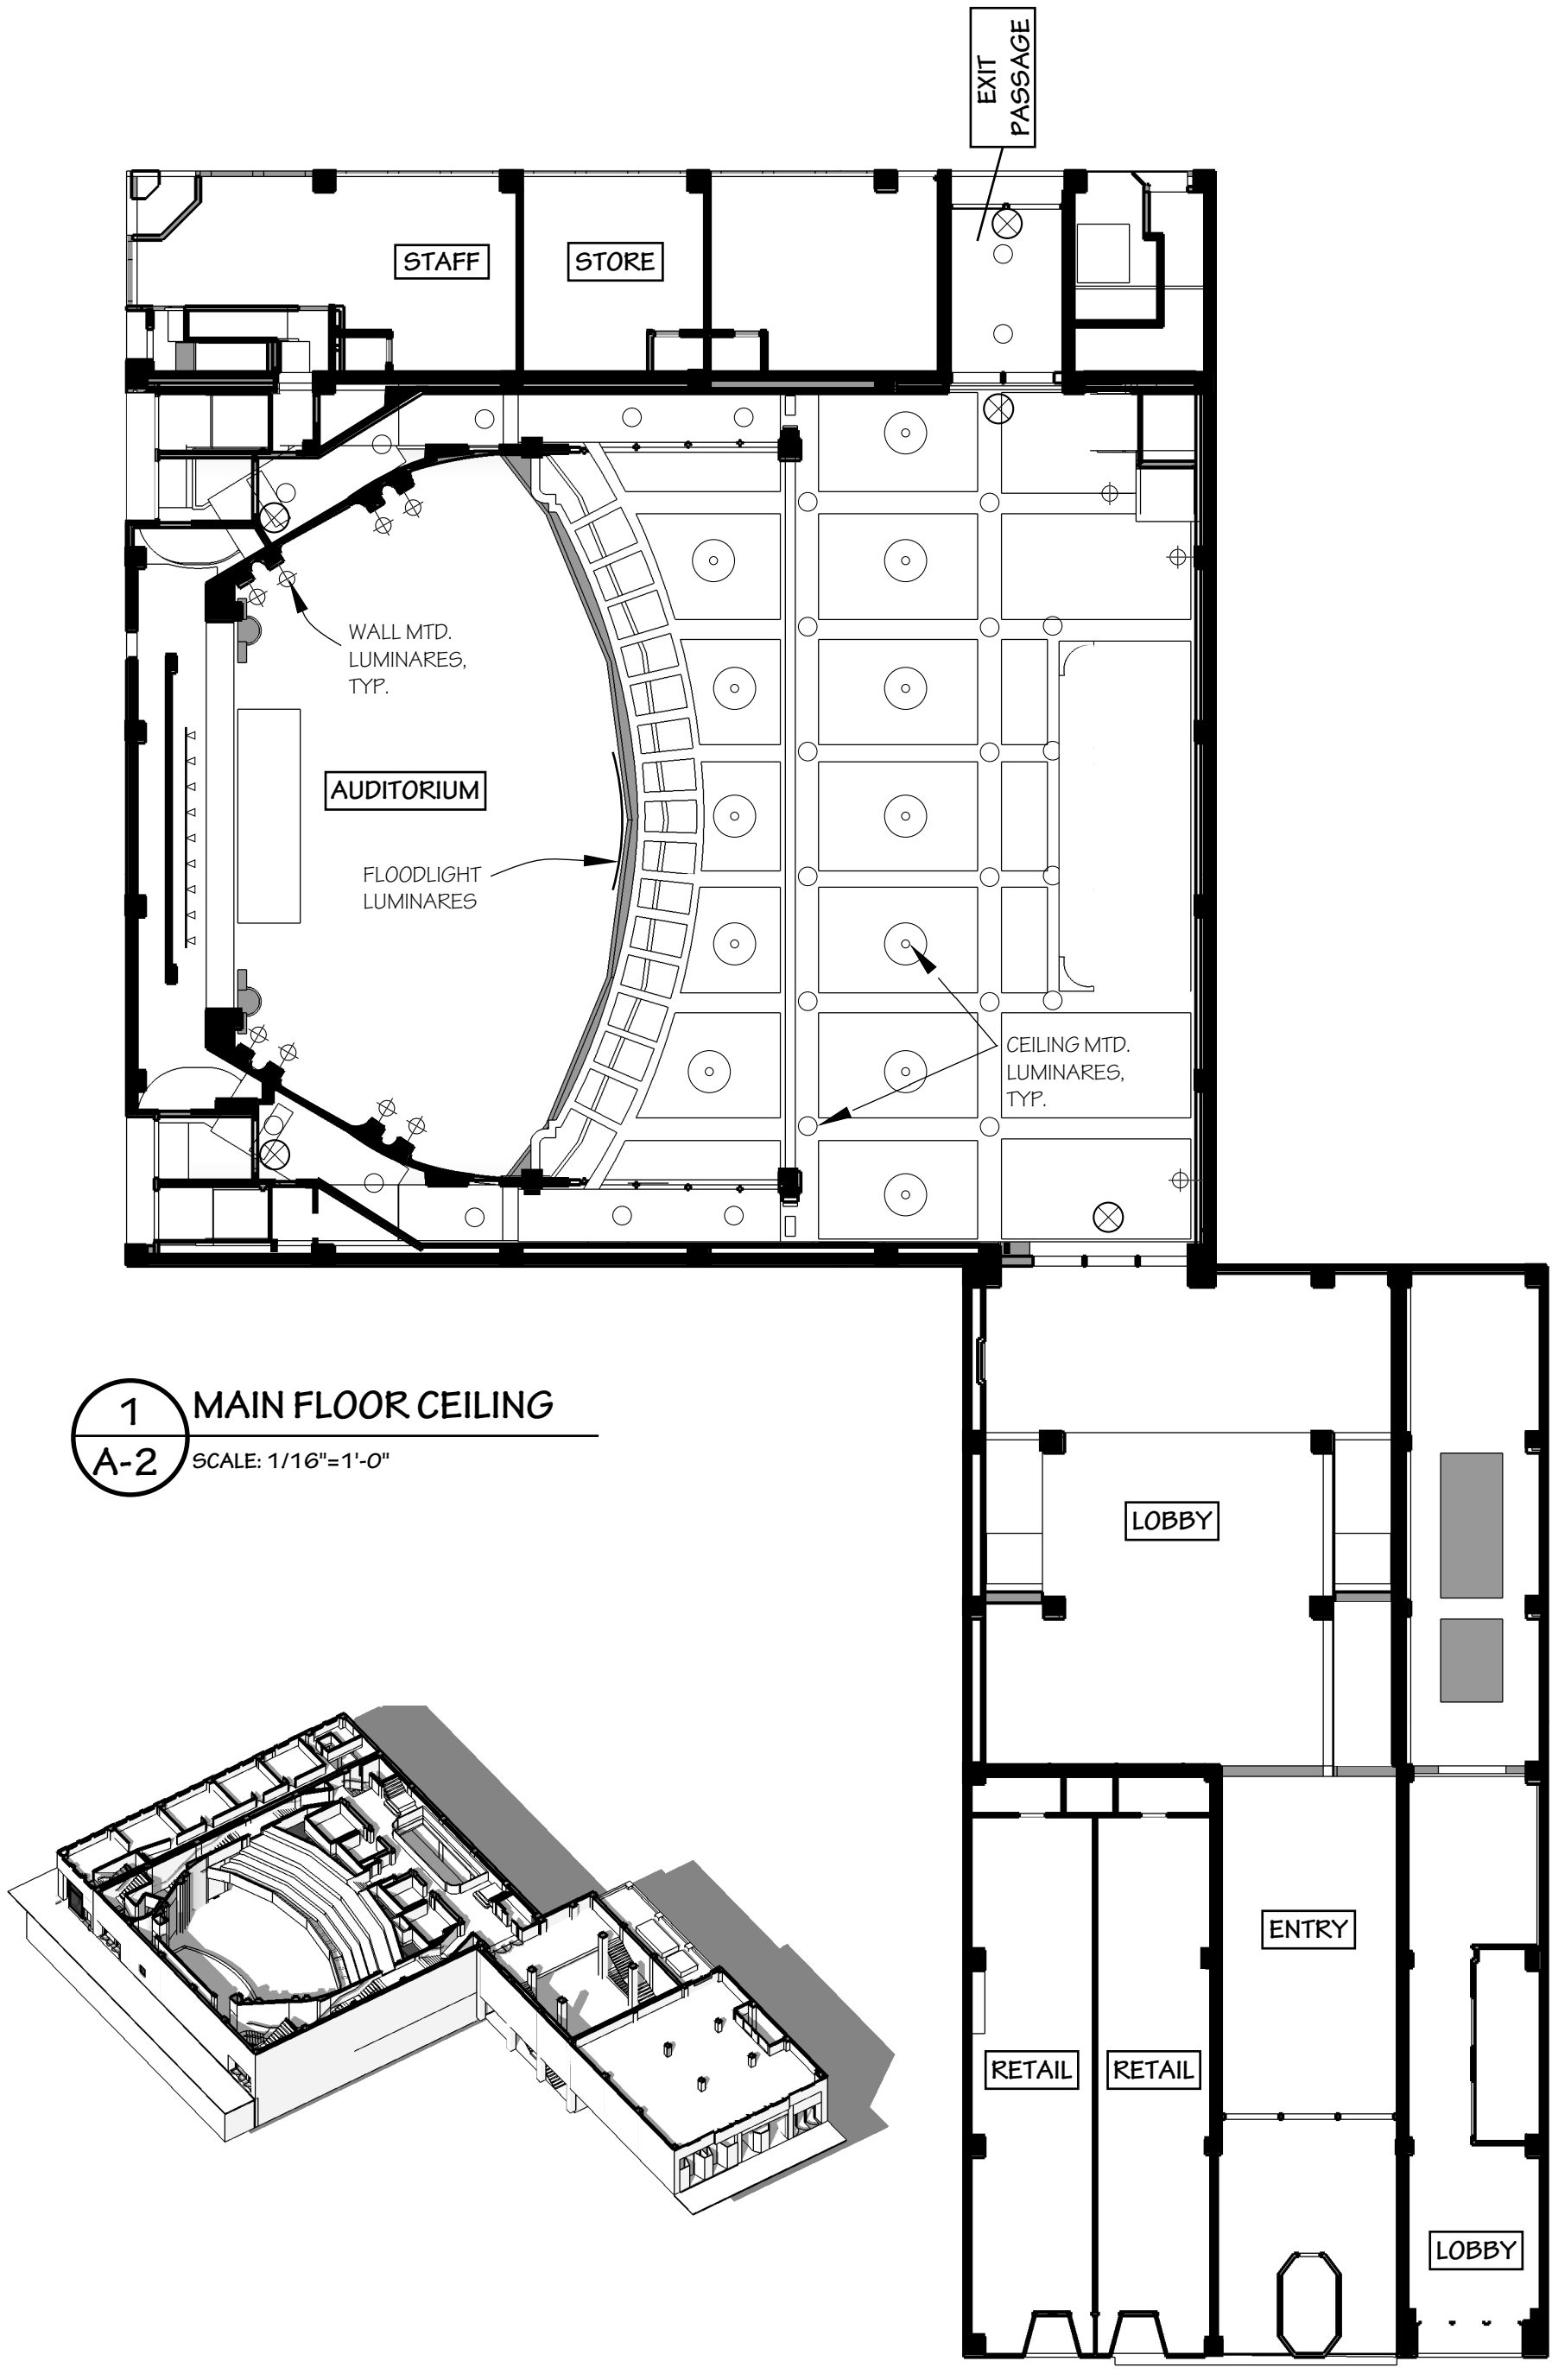 EXIT
PASSAGE
STAFF
STORE
WALL MTD.
LUMINARES,
TYP.
AUDITORIUM
FLOODLIGHT
LUMINARES
CEILING MTD.
LUMINARES,
TYP.
1
A-2
MAIN FLOOR CEILING
SCALE: 1/16"=1'-0"
LOBBY
ENTRY
RETAIL
RETAIL
LOBBY